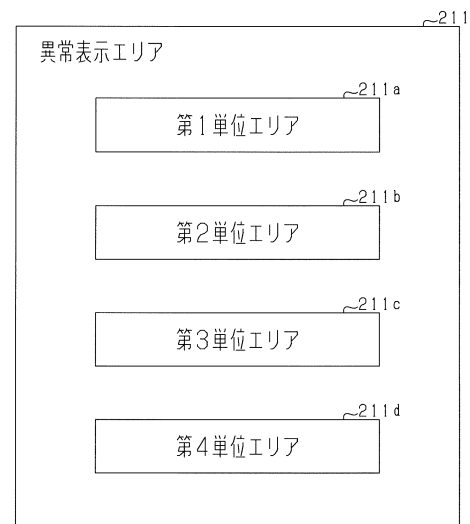 211
異常表示エリア
211a
第1単位エリア
211b
第2単位エリア
211c
第3単位エリア
211d
第4単位エリア